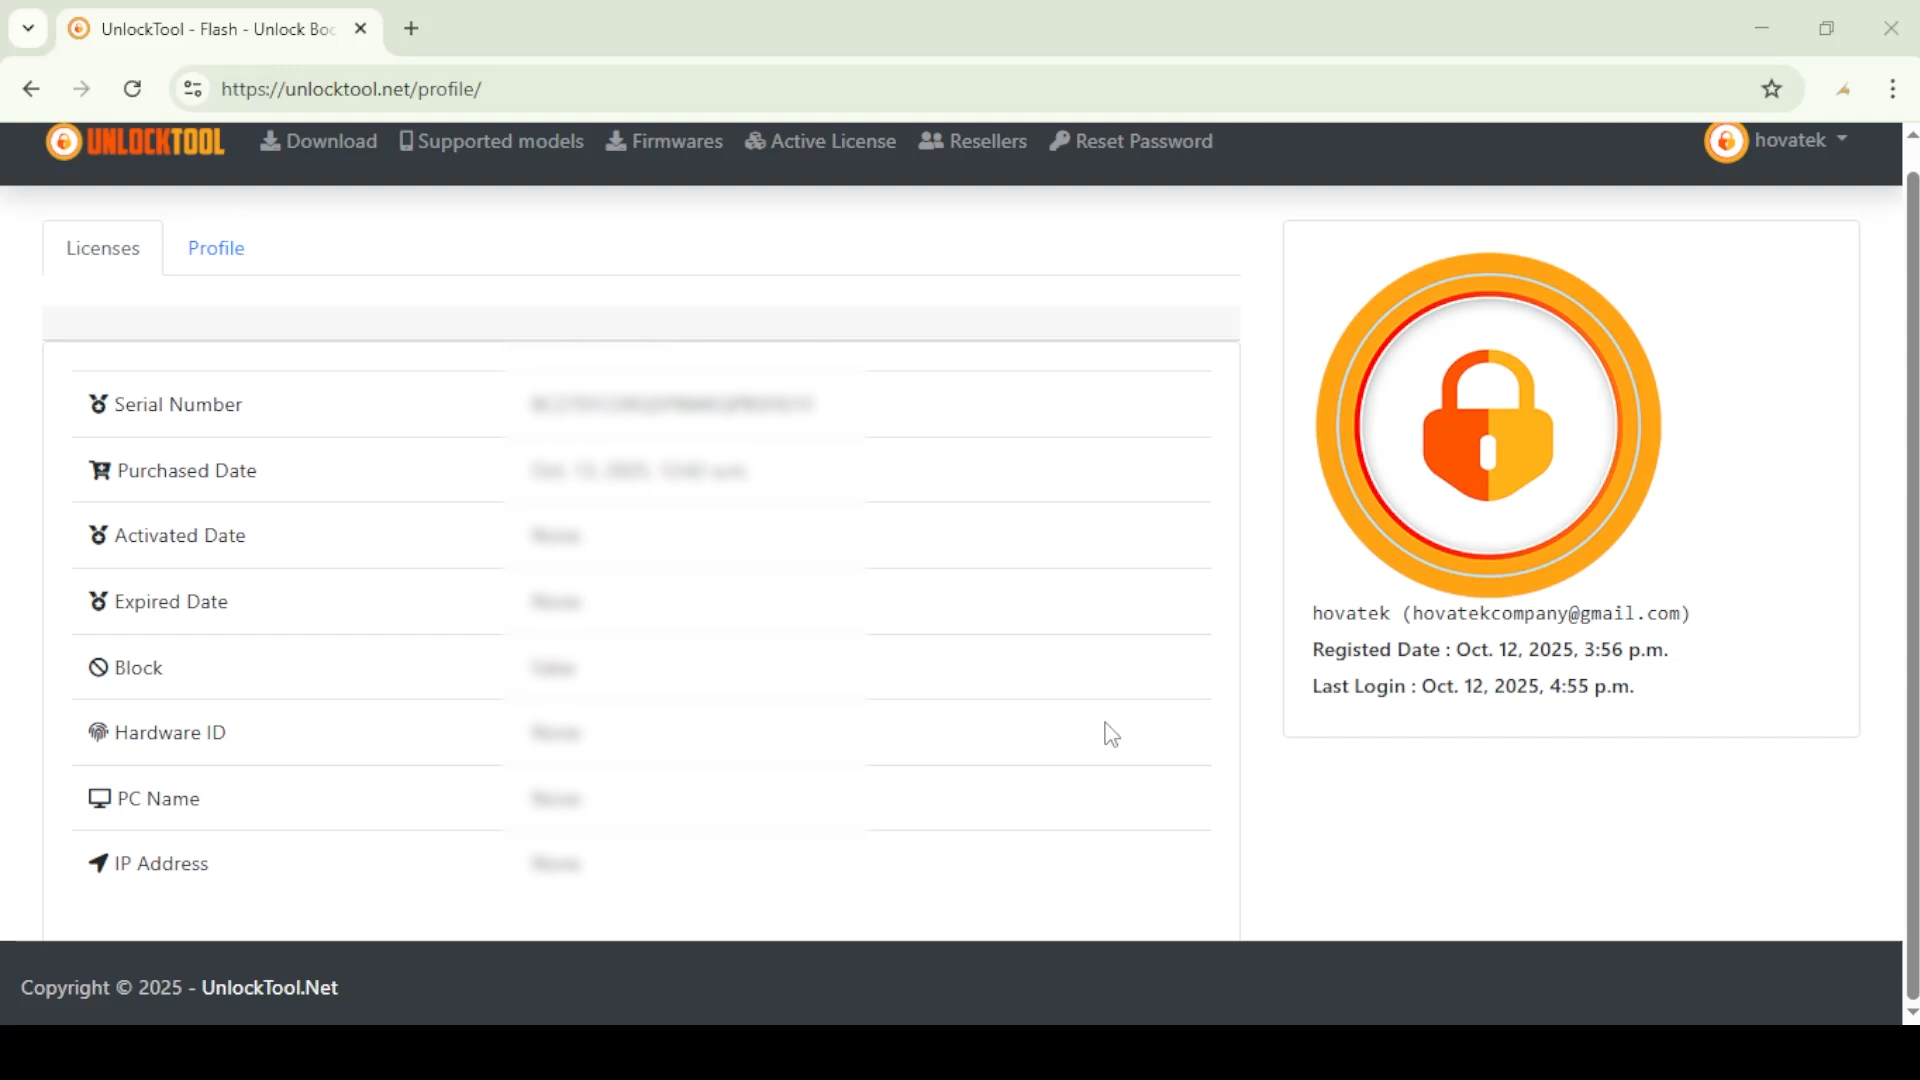 UnlockTool - Flash - Unlock Boc
https://unlocktool.net/profile/
UNLOCKTOOL
Download
Supported models
Firmwares
Active License
Resellers
Reset Password
hovatek
Licenses
Profile
Serial Number
Purchased Date
Activated Date
Expired Date
Block
Hardware ID
PC Name
IP Address
hovatek (hovatekcompany@gmail.com)
Registed Date : Oct. 12, 2025, 3:56 p.m.
Last Login : Oct. 12, 2025, 4:55 p.m.
Copyright © 2025 - UnlockTool.Net